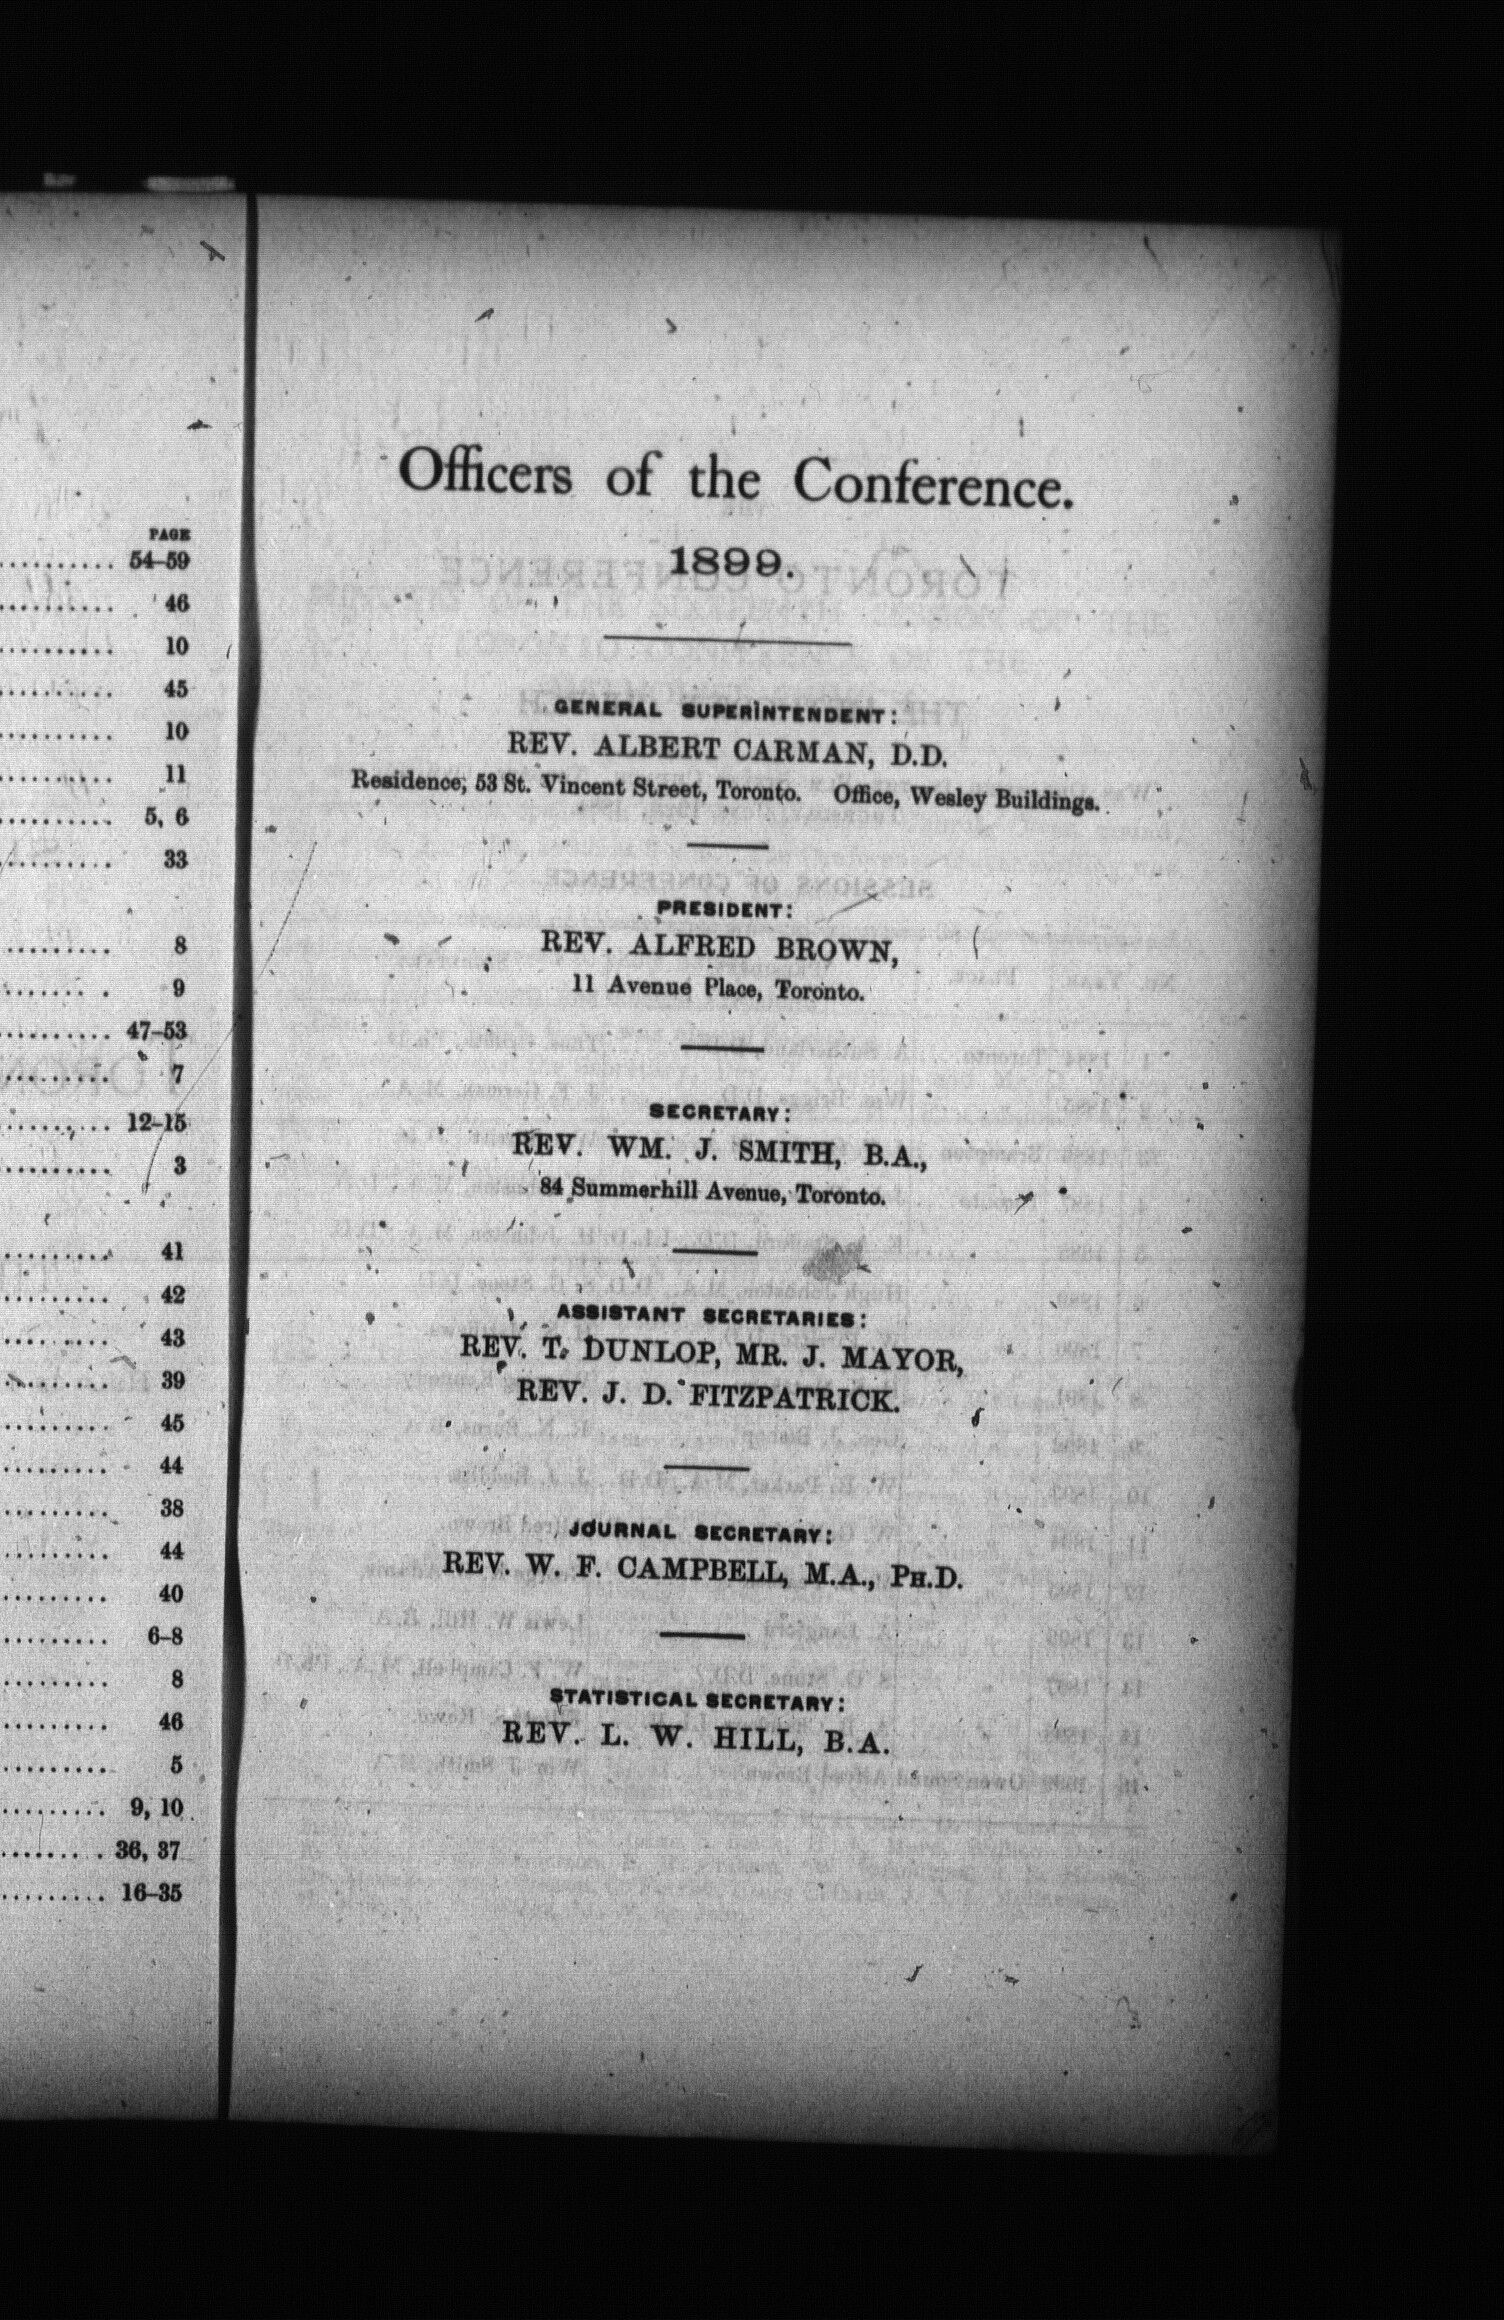 PAGE
54–59
46
10
45
10
11
5, 6
33
8
9
47–53
7
12–15
3
41
42
43
39
45
44
38
44
40
6–8
8
46
5
9, 10
36, 37
16–35
Officers of the Conference.
1899.
GENERAL SUPERINTENDENT:
REV. ALBERT CARMAN, D.D.
Residence, 53 St. Vincent Street, Toronto. Office, Wesley Buildings.
PRESIDENT:
REV. ALFRED BROWN,
11 Avenue Place, Toronto.
SECRETARY:
REV. WM. J. SMITH, B.A.,
84 Summerhill Avenue, Toronto.
ASSISTANT SECRETARIES:
REV. T. DUNLOP, MR. J. MAYOR,
REV. J. D. FITZPATRICK.
JOURNAL SECRETARY:
REV. W. F. CAMPBELL, M.A., PH.D.
STATISTICAL SECRETARY:
REV. L. W. HILL, B.A.